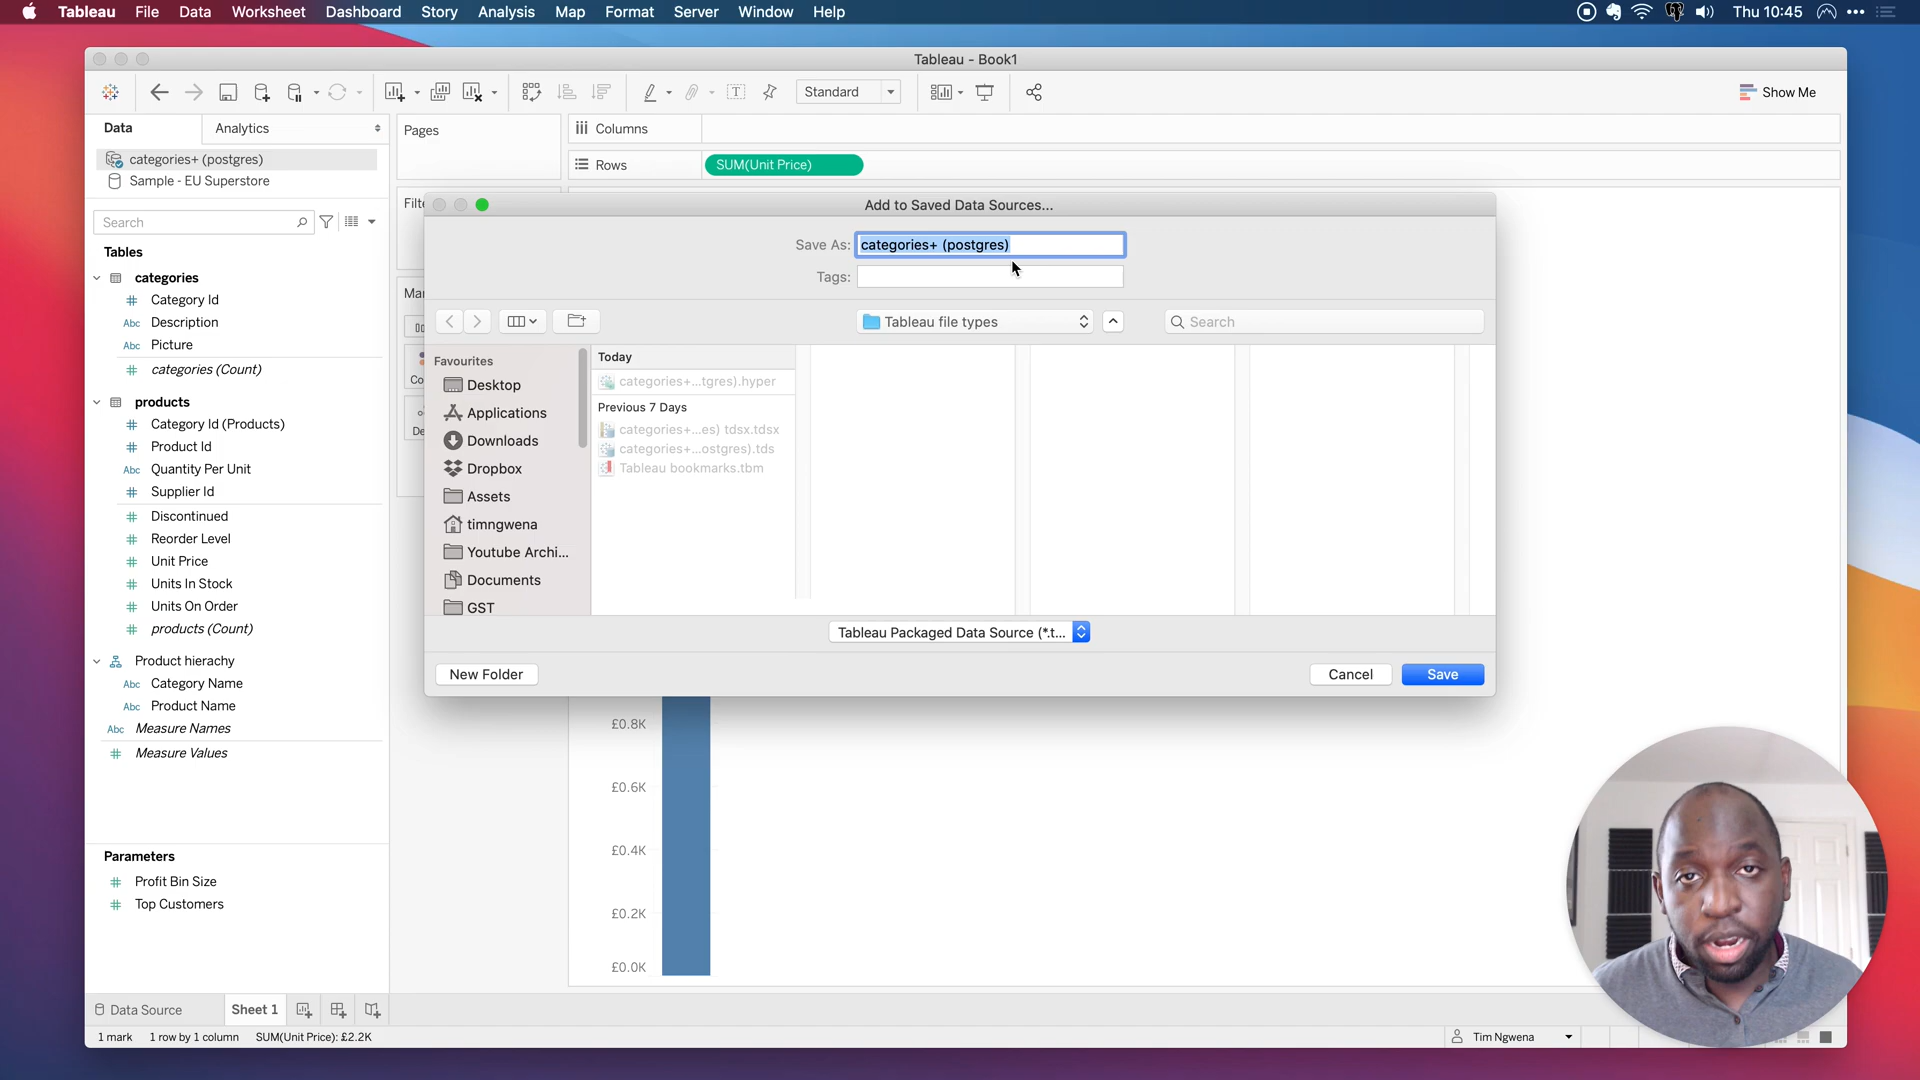 Tableau File Data Worksheet Dashboard Story Analysis Map Format Server Window Help
Thu 10:45
Tableau - Book1
Standard
Show Me
Data
Analytics
Pages
Columns
categories+ (postgres)
Rows
SUM(Unit Price)
Sample - EU Superstore
Add to Saved Data Sources...
Save As: categories+ (postgres)
Tags:
Search
Tables
categories
Category Id
Description
Picture
categories (Count)
products
Category Id (Products)
Product Id
Quantity Per Unit
Supplier Id
Discontinued
Reorder Level
Unit Price
Units In Stock
Units On Order
products (Count)
Product hierachy
Category Name
Product Name
Measure Names
Measure Values
Parameters
Profit Bin Size
Top Customers
Tableau file types
Search
Favourites
Desktop
Applications
Downloads
Dropbox
Assets
timngwena
Youtube Archi...
Documents
GST
Today
categories+...tgres).hyper
Previous 7 Days
categories+...es) tdsx.tdsx
categories+...ostgres).tds
Tableau bookmarks.tbm
Tableau Packaged Data Source (*.t...
New Folder
Cancel
Save
£0.8K
£0.6K
£0.4K
£0.2K
£0.0K
Data Source
Sheet 1
1 mark 1 row by 1 column SUM(Unit Price): £2.2K
Tim Ngwena